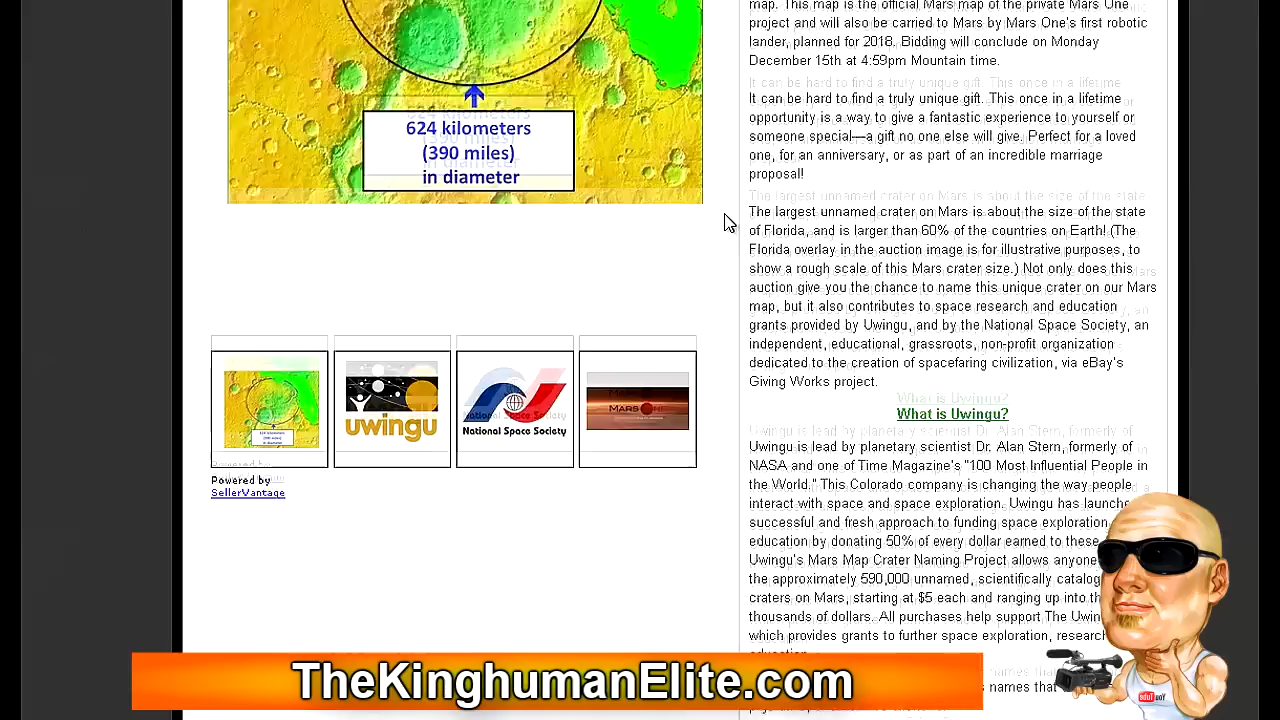 map. This map is the official Mars map of the private Mars One
project and will also be carried to Mars by Mars One's first robotic
lander, planned for 2018. Bidding will conclude on Monday
December 15th at 4:59pm Mountain time.
It can be hard to find a truly unique gift. This once in a lifetime
opportunity is a way to give a fantastic experience to yourself or
someone special—a gift no one else will give. Perfect for a loved
one, for an anniversary, or as part of an incredible marriage
proposal!
The largest unnamed crater on Mars is about the size of the state
of Florida, and is larger than 60% of the countries on Earth! (The
Florida overlay in the auction image is for illustrative purposes, to
show a rough scale of this Mars crater size.) Not only does this
auction give you the chance to name this unique crater on our Mars
map, but it also contributes to space research and education
grants provided by Uwingu, and by the National Space Society, an
independent, educational, grassroots, non-profit organization
dedicated to the creation of spacefaring civilization, via eBay's
Giving Works project.
What is Uwingu?
Uwingu is lead by planetary scientist Dr. Alan Stern, formerly of
NASA and one of Time Magazine's "100 Most Influential People in
the World." This Colorado company is changing the way people
interact with space and space exploration. Uwingu has launche
successful and fresh approach to funding space exploration
education by donating 50% of every dollar earned to these
Uwingu's Mars Map Crater Naming Project allows anyone
the approximately 590,000 unnamed, scientifically catalog
craters on Mars, starting at $5 each and ranging up into th
thousands of dollars. All purchases help support The Uwin
which provides grants to further space exploration, research
names that
624 kilometers
(390 miles)
in diameter
uwingu
National Space Society
MARS ONE
Powered by
SellerVantage
TheKinghumanElite.com
You Tube